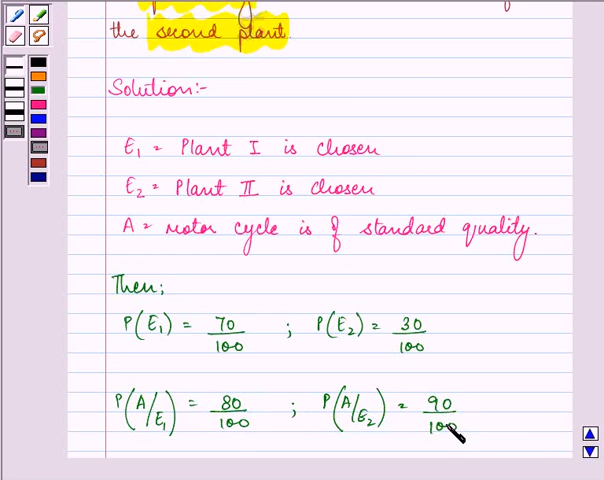 the second plant.
Solution:-
E₁ = Plant I is chosen
E₂ = Plant II is chosen
A = motor cycle is of standard quality.
Then;
P(E₁) = 70/100 ; P(E₂) = 30/100
P(A/E₁) = 80/100 ; P(A/E₂) = 90/100